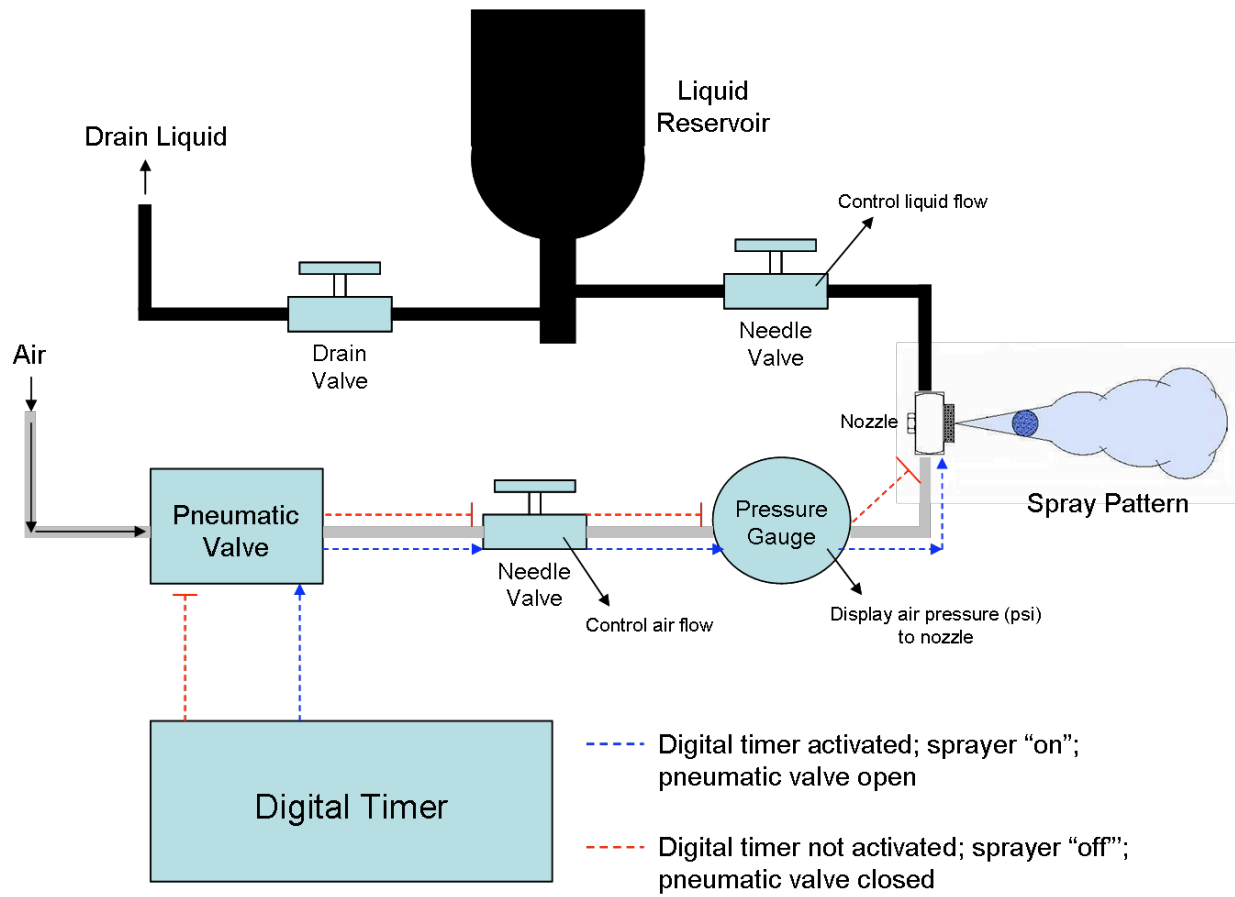 Liquid
Reservoir
Drain Liquid
Control liquid flow
Needle
Valve
Drain
Valve
Air
Nozzle
Spray Pattern
Pneumatic
Valve
Pressure
Gauge
Needle
Valve
Control air flow
Display air pressure (psi)
to nozzle
Digital Timer
Digital timer activated; sprayer “on”;
pneumatic valve open
Digital timer not activated; sprayer “off”’;
pneumatic valve closed